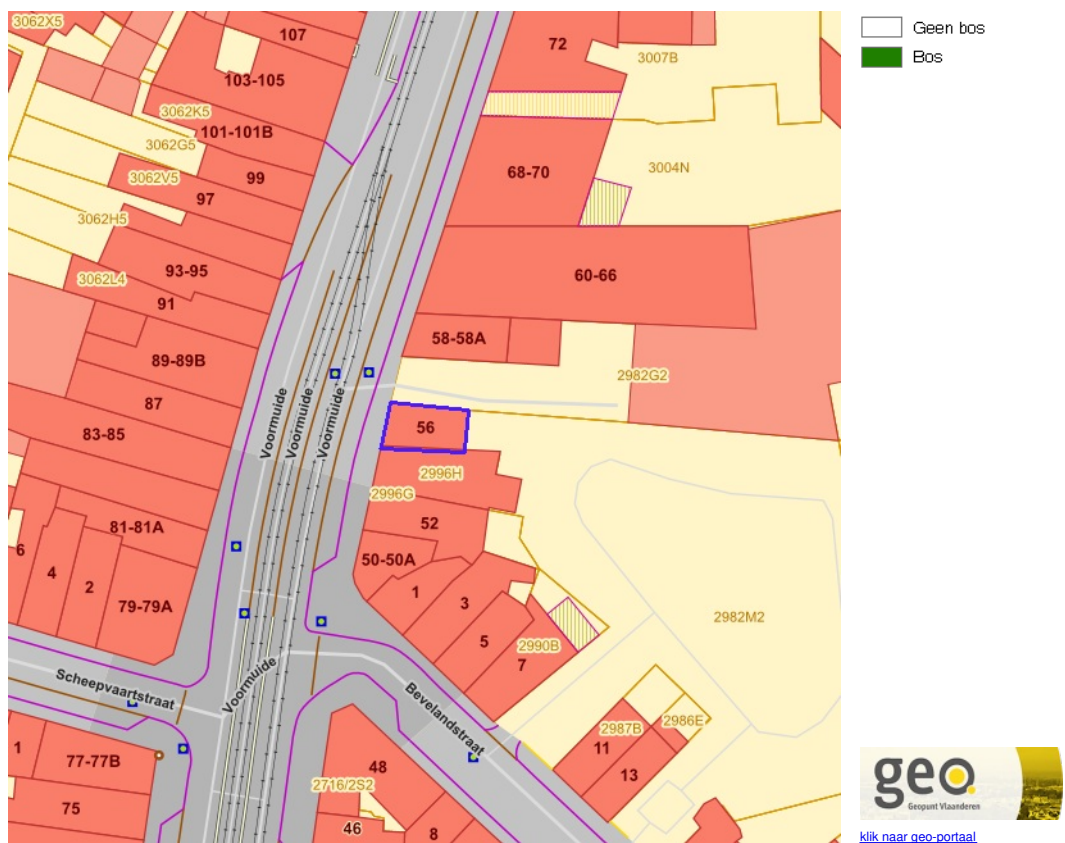 3062X5
107
72
3007B
103-105
3062K5
101-101B
3062G5
99
3062V5
97
68-70
3004N
3062H5
93-95
3062L4
91
60-66
58-58A
89-89B
2982G2
87
Voormuide
Voormuide
Voormuide
83-85
56
2996H
2996G
81-81A
52
50-50A
6
4
2
79-79A
1
3
5
7
2990B
2982M2
Scheepvaartstraat
Voormuide
Bevelandstraat
2987B
2986E
11
13
1
77-77B
75
48
2716/2S2
46
8
Geen bos
Bos
geo
Geopunt Vlaanderen
klik naar geo-portaal